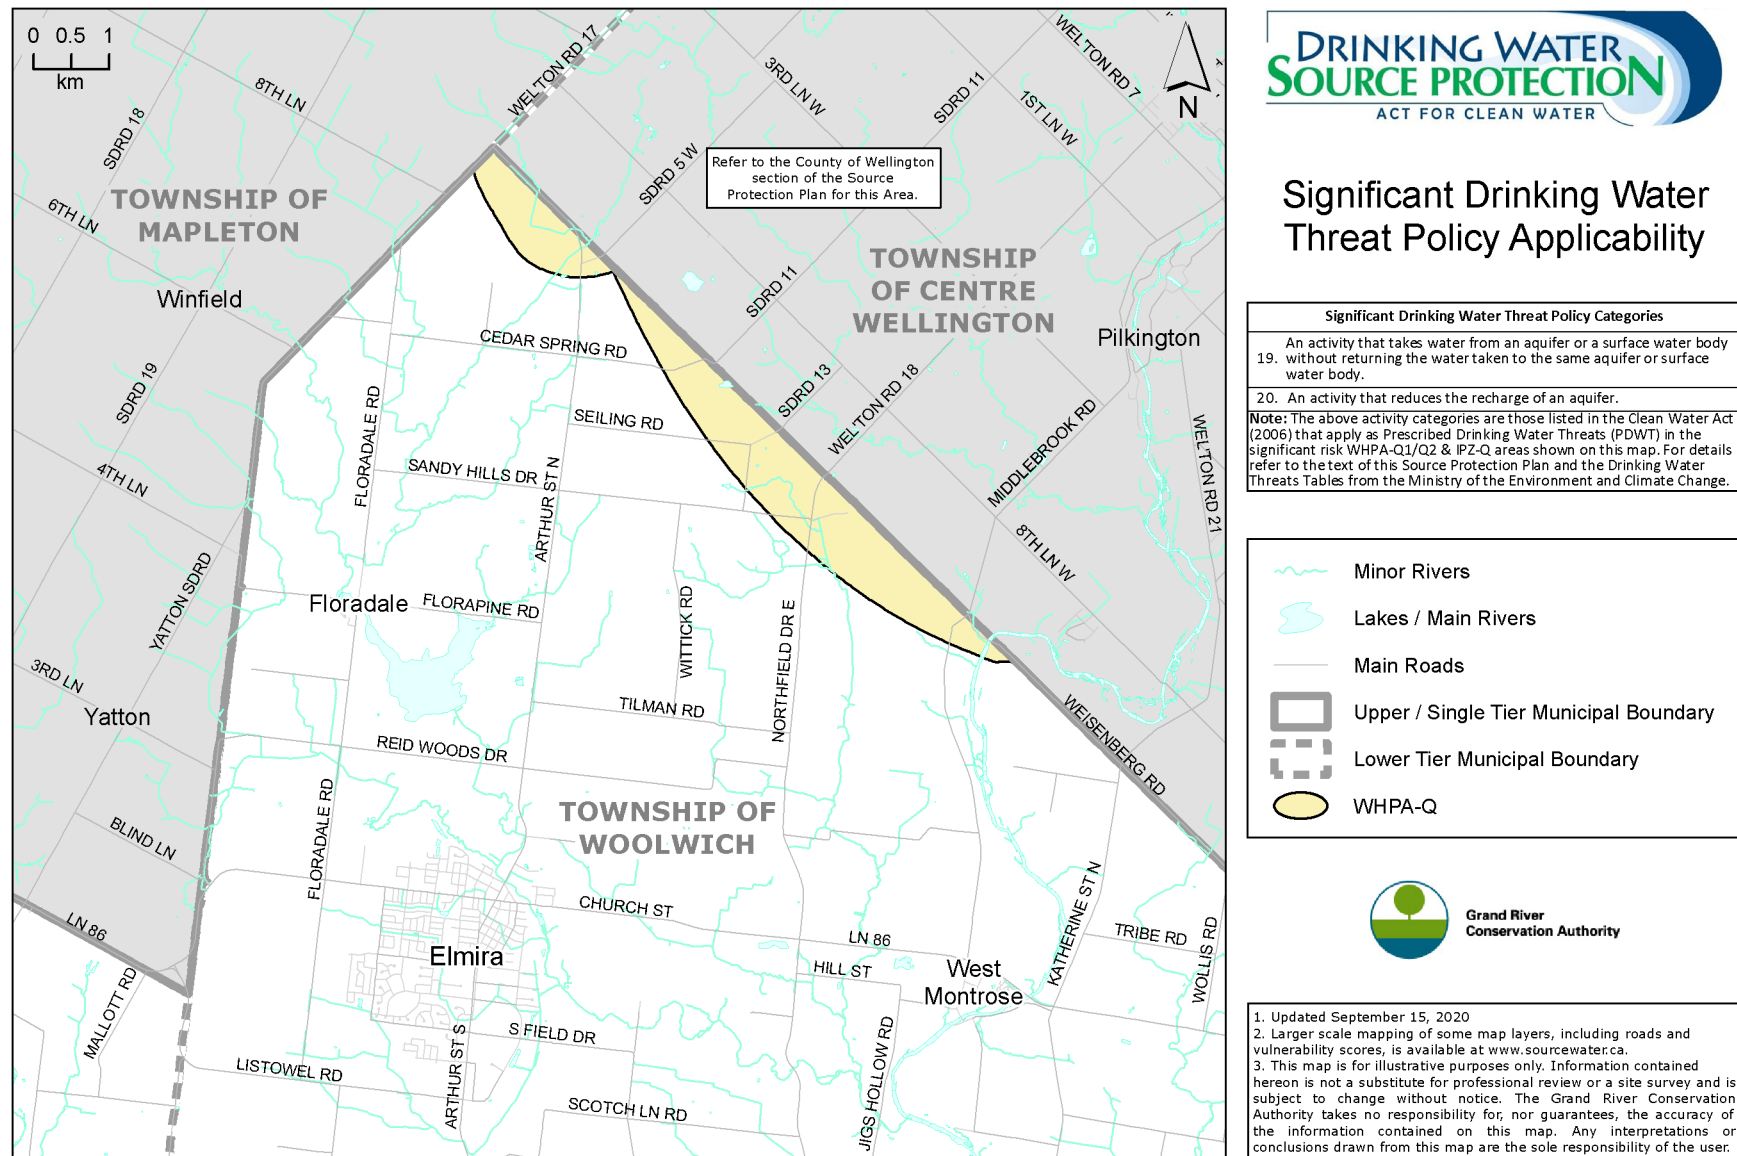 0 0.5 1
km
8TH LN
SDRD 18
WEL'TON RD 17
3RD LN W
SDRD 11
1ST LN W
WEL'TON RD 7
N
SDRD 5 W
Refer to the County of Wellington
section of the Source
Protection Plan for this Area.
TOWNSHIP OF
MAPLETON
6TH LN
Winfield
SDRD 19
TOWNSHIP
OF CENTRE
WELLINGTON
SDRD 11
Pilkington
CEDAR SPRING RD
SDRD 13
WEL'TON RD 18
MIDDLEBROOK RD
WEL'TON RD 21
FLORADALE RD
SEILING RD
SANDY HILLS DR
ARTHUR ST N
4TH LN
8TH LN W
YATTON SDRD
Floradale
FLORAPINE RD
WITTICK RD
NORTHFIELD DR E
3RD LN
Yatton
TILMAN RD
WEISENBERG RD
REID WOODS DR
BLIND LN
FLORADALE RD
TOWNSHIP OF
WOOLWICH
CHURCH ST
LN 86
LN 86
KATHERINE ST N
TRIBE RD
WOLLIS RD
Elmira
HILL ST
West
Montrose
MALLOTT RD
S FIELD DR
ARTHUR ST S
JIGS HOLLOW RD
LISTOWEL RD
SCOTCH LN RD
DRINKING WATER
SOURCE PROTECTION
ACT FOR CLEAN WATER
Significant Drinking Water
Threat Policy Applicability
Significant Drinking Water Threat Policy Categories
An activity that takes water from an aquifer or a surface water body
19. without returning the water taken to the same aquifer or surface
water body.
20. An activity that reduces the recharge of an aquifer.
Note: The above activity categories are those listed in the Clean Water Act
(2006) that apply as Prescribed Drinking Water Threats (PDWT) in the
significant risk WHPA-Q1/Q2 & IPZ-Q areas shown on this map. For details
refer to the text of this Source Protection Plan and the Drinking Water
Threats Tables from the Ministry of the Environment and Climate Change.
Minor Rivers
Lakes / Main Rivers
Main Roads
Upper / Single Tier Municipal Boundary
Lower Tier Municipal Boundary
WHPA-Q
Grand River
Conservation Authority
1. Updated September 15, 2020
2. Larger scale mapping of some map layers, including roads and
vulnerability scores, is available at www.sourcewater.ca.
3. This map is for illustrative purposes only. Information contained
hereon is not a substitute for professional review or a site survey and is
subject to change without notice. The Grand River Conservation
Authority takes no responsibility for, nor guarantees, the accuracy of
the information contained on this map. Any interpretations or
conclusions drawn from this map are the sole responsibility of the user.